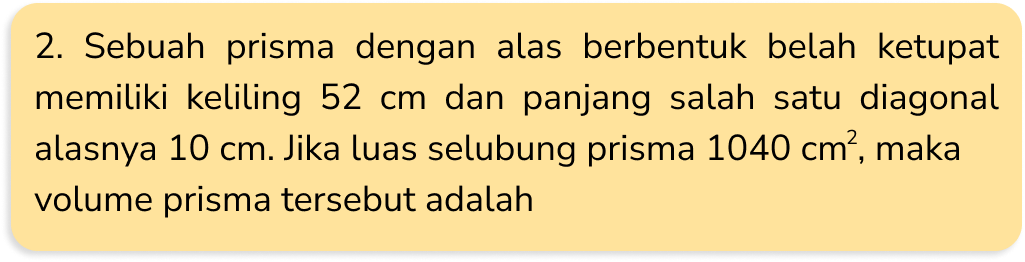 2. Sebuah prisma dengan alas berbentuk belah ketupat
memiliki keliling 52 cm dan panjang salah satu diagonal
alasnya 10 cm. Jika luas selubung prisma 1040 cm², maka
volume prisma tersebut adalah